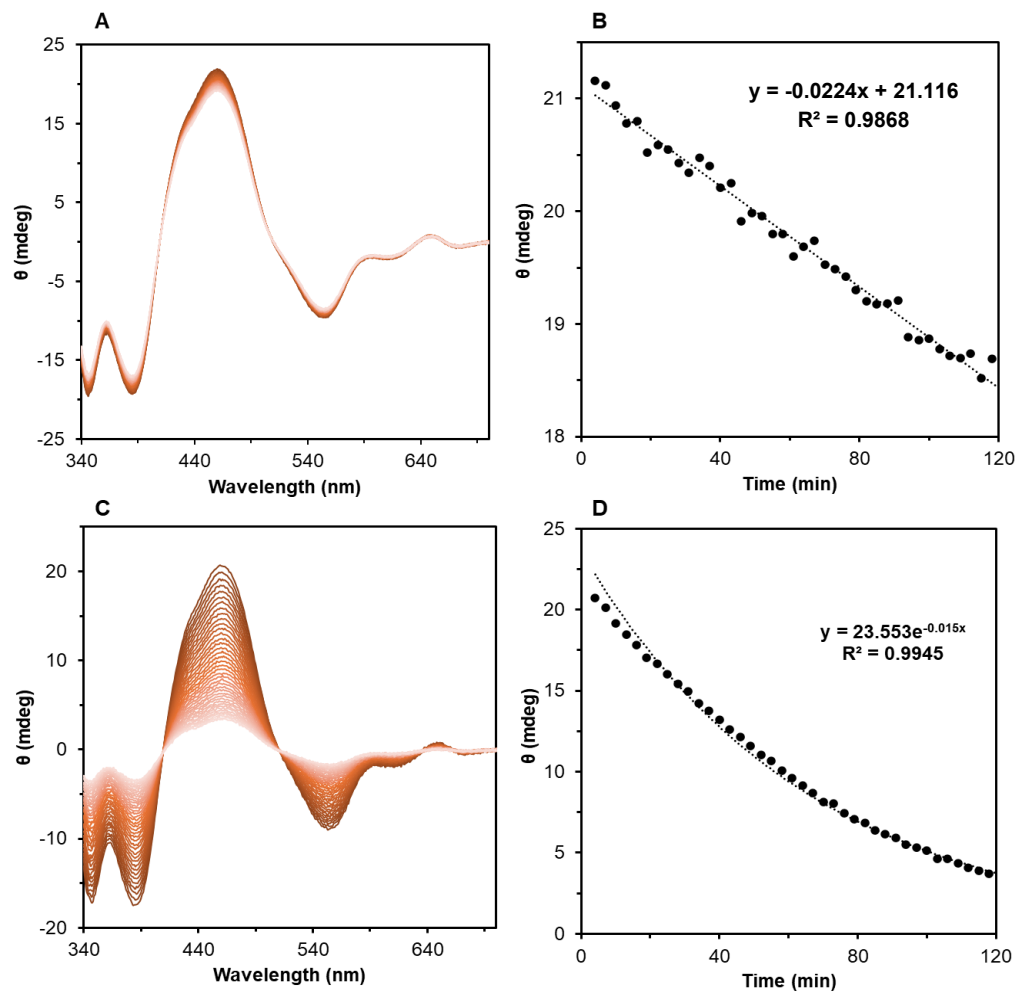 A
25
15
5
-5
-15
-25
θ (mdeg)
340
440
540
640
Wavelength (nm)
B
21
20
19
18
θ (mdeg)
y = -0.0224x + 21.116
R² = 0.9868
0
40
80
120
Time (min)
C
20
10
0
-10
-20
θ (mdeg)
340
440
540
640
Wavelength (nm)
D
25
20
15
10
5
0
θ (mdeg)
y = 23.553e⁻⁰·⁰¹⁵ˣ
R² = 0.9945
0
40
80
120
Time (min)